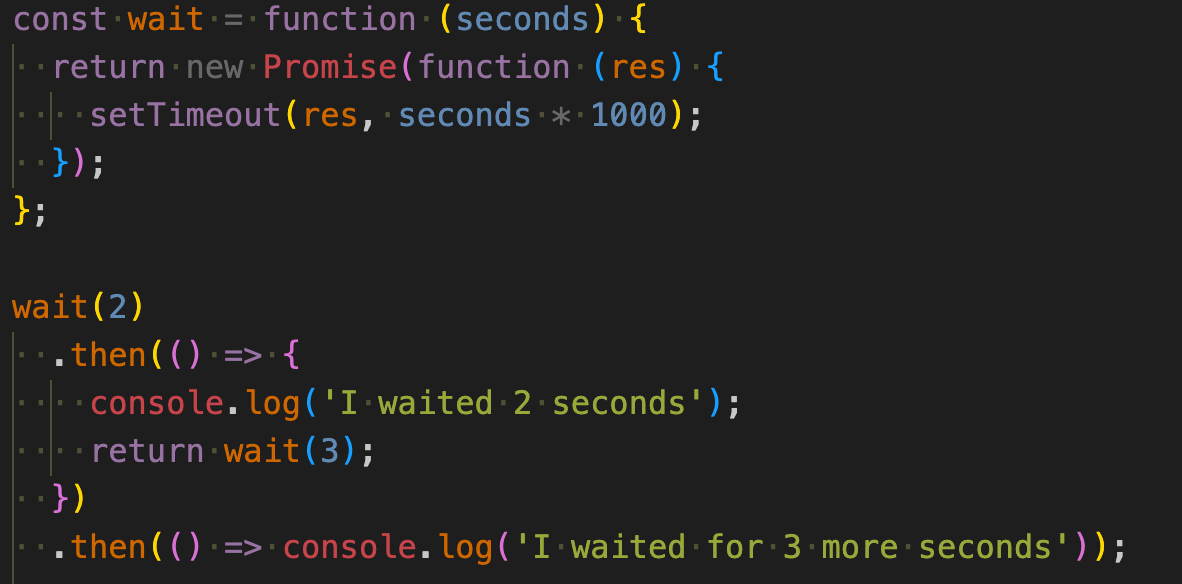 const wait = function (seconds) {
  return new Promise(function (res) {
    setTimeout(res, seconds * 1000);
  });
};

wait(2)
  .then(() => {
    console.log('I waited 2 seconds');
    return wait(3);
  })
  .then(() => console.log('I waited for 3 more seconds'));